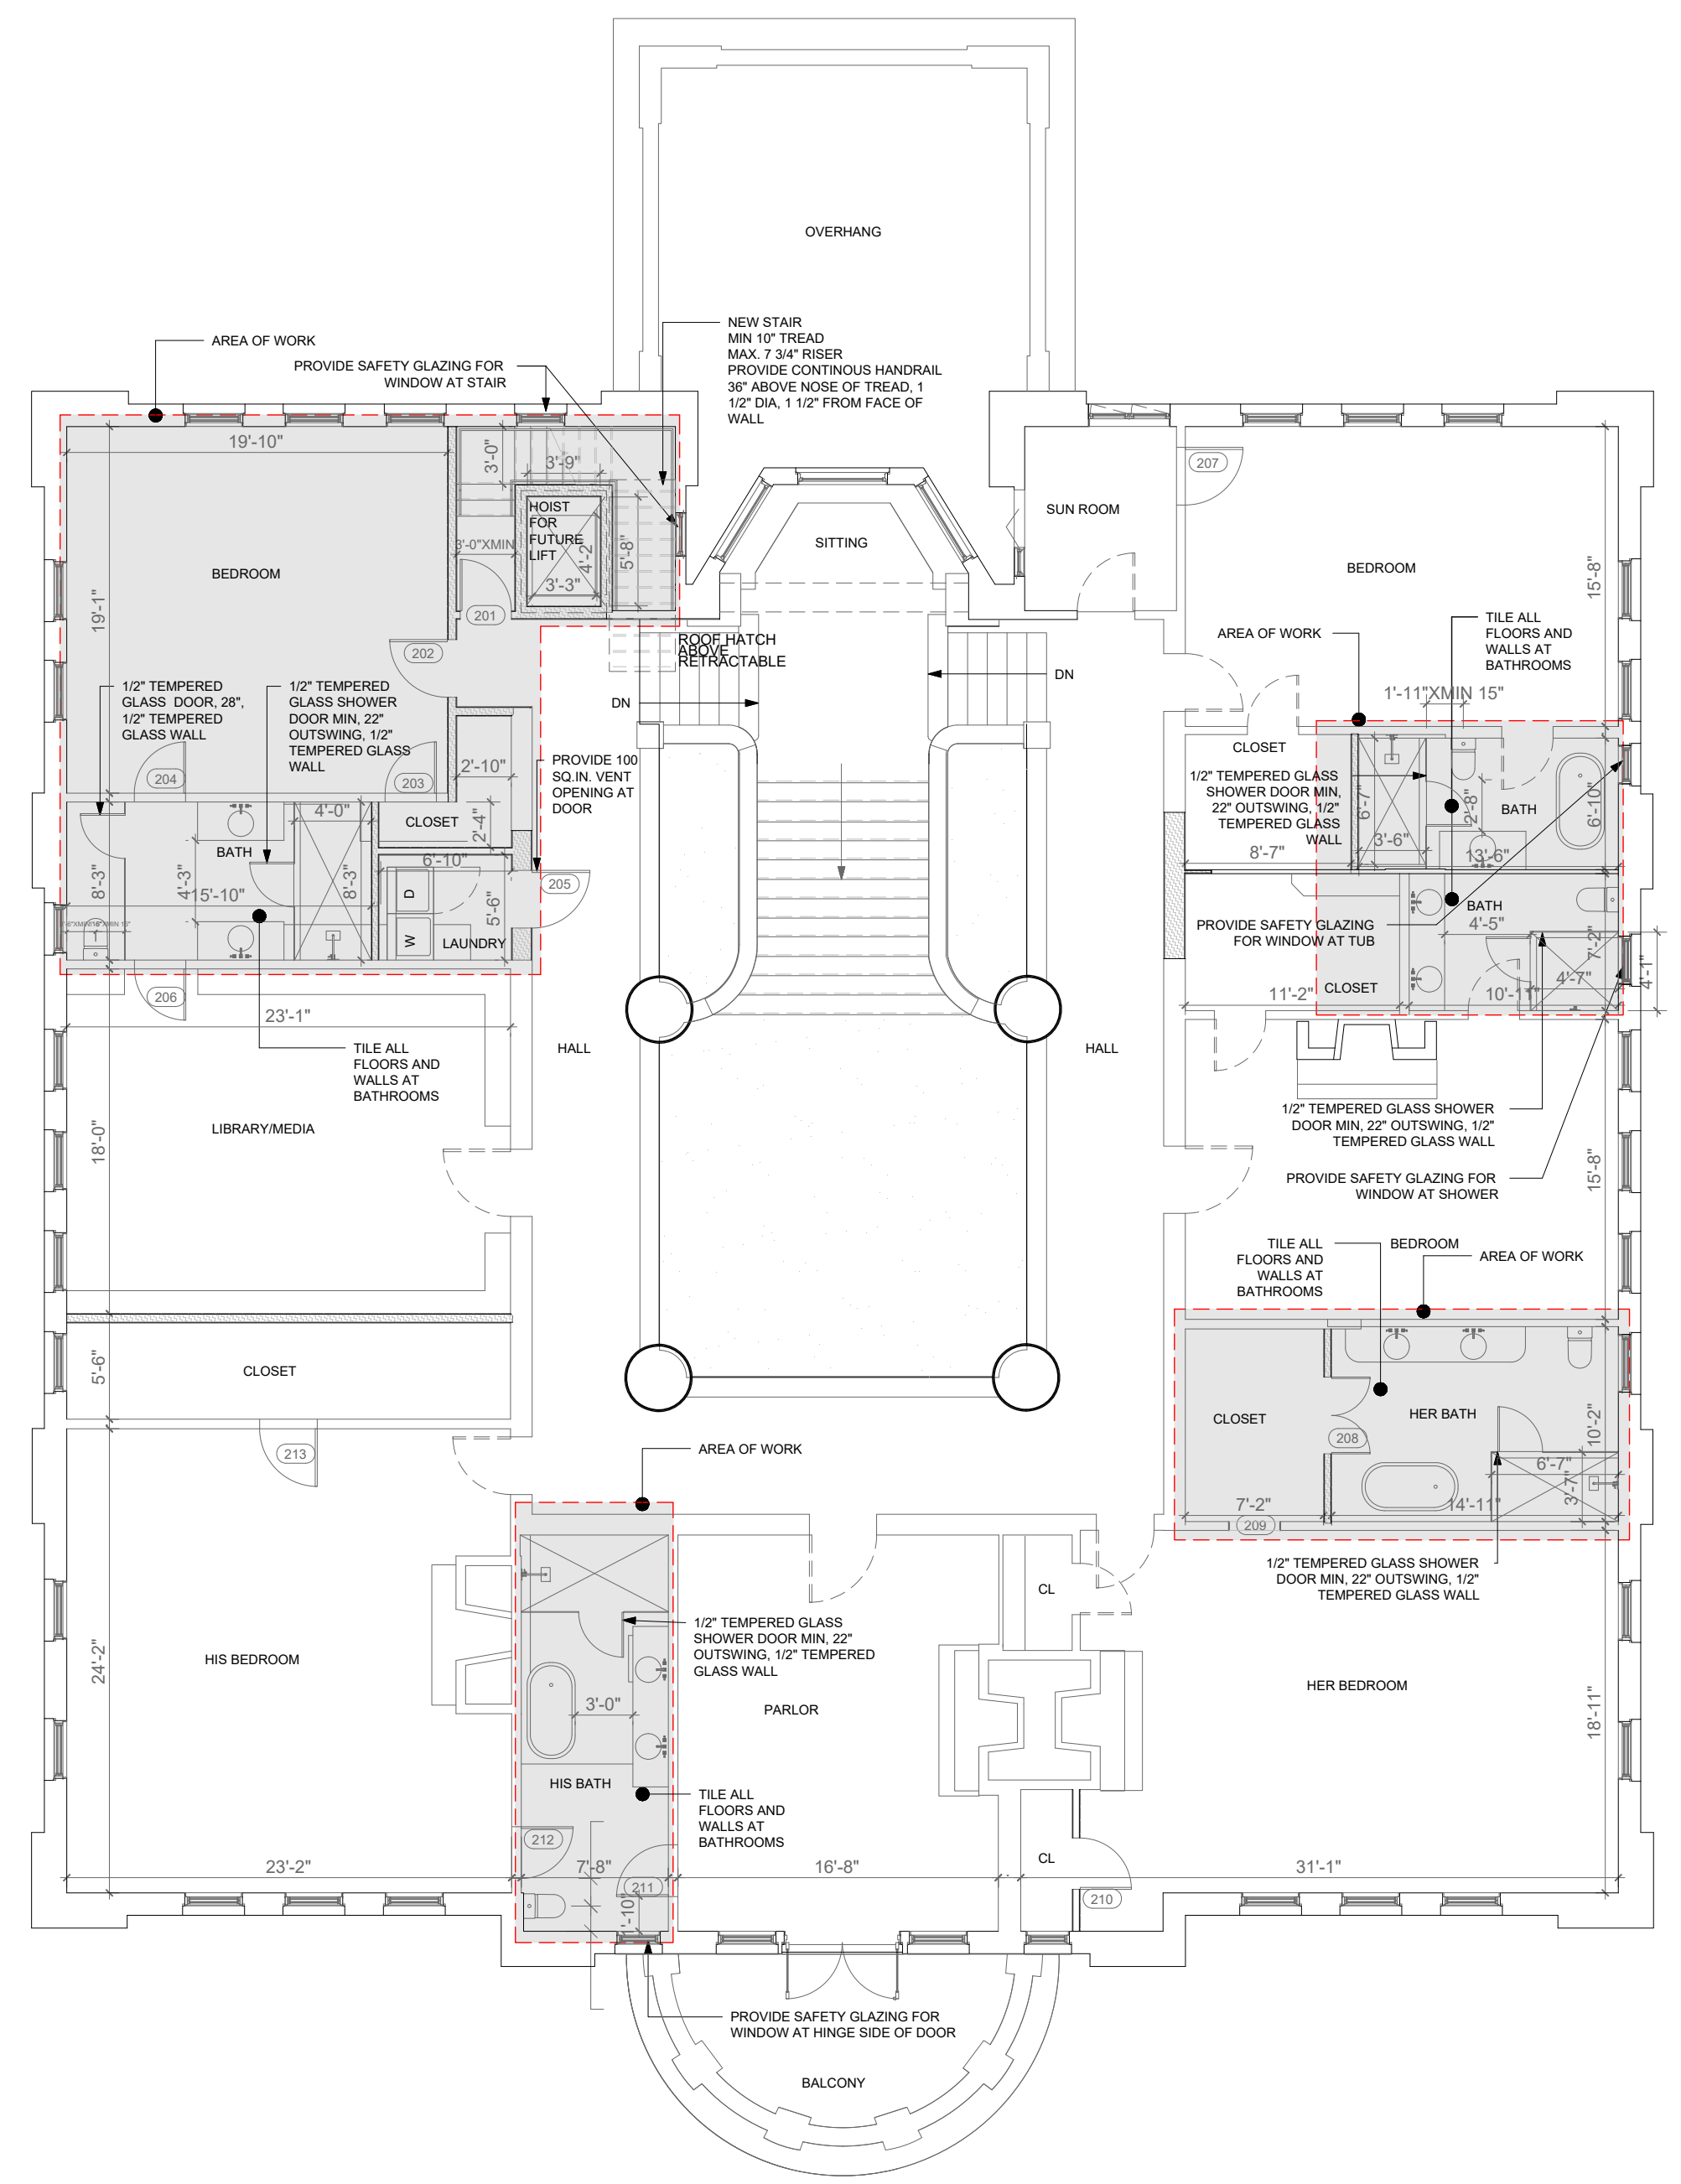 OVERHANG
NEW STAIR
MIN 10" TREAD
MAX. 7 3/4" RISER
PROVIDE CONTINOUS HANDRAIL
36" ABOVE NOSE OF TREAD, 1
1/2" DIA, 1 1/2" FROM FACE OF
WALL
AREA OF WORK
PROVIDE SAFETY GLAZING FOR
WINDOW AT STAIR
19'-10"
3'-0"
3'-9"
HOIST
FOR
FUTURE
LIFT
3'-0"XMIN
4'-2"
5'-8"
3'-3"
BEDROOM
19'-1"
201
202
SITTING
SUN ROOM
207
BEDROOM
15'-8"
ROOF HATCH
ABOVE
RETRACTABLE
DN
DN
1/2" TEMPERED
GLASS DOOR, 28",
1/2" TEMPERED
GLASS WALL
1/2" TEMPERED
GLASS SHOWER
DOOR MIN, 22"
OUTSWING, 1/2"
TEMPERED GLASS
WALL
204
203
2'-10"
PROVIDE 100
SQ.IN. VENT
OPENING AT
DOOR
4'-0"
CLOSET
2'-4"
BATH
6'-10"
8'-3"
4'-3"
15'-10"
8'-3"
D
W
5'-6"
LAUNDRY
205
206
23'-1"
TILE ALL
FLOORS AND
WALLS AT
BATHROOMS
LIBRARY/MEDIA
18'-0"
HALL
HALL
AREA OF WORK
TILE ALL
FLOORS AND
WALLS AT
BATHROOMS
1'-11"XMIN 15"
CLOSET
1/2" TEMPERED GLASS
SHOWER DOOR MIN,
22" OUTSWING, 1/2"
TEMPERED GLASS
WALL
6'-7"
2'-8"
BATH
6'-10"
3'-6"
8'-7"
13'-6"
BATH
PROVIDE SAFETY GLAZING
FOR WINDOW AT TUB
4'-5"
7'-2"
4'-7"
4'-1"
CLOSET
11'-2"
10'-11"
1/2" TEMPERED GLASS SHOWER
DOOR MIN, 22" OUTSWING, 1/2"
TEMPERED GLASS WALL
15'-8"
PROVIDE SAFETY GLAZING FOR
WINDOW AT SHOWER
TILE ALL
FLOORS AND
WALLS AT
BATHROOMS
BEDROOM
AREA OF WORK
CLOSET
5'-6"
213
CLOSET
HER BATH
208
10'-2"
6'-7"
3'-7"
7'-2"
14'-11"
209
1/2" TEMPERED GLASS SHOWER
DOOR MIN, 22" OUTSWING, 1/2"
TEMPERED GLASS WALL
AREA OF WORK
HIS BEDROOM
24'-2"
1/2" TEMPERED GLASS
SHOWER DOOR MIN, 22"
OUTSWING, 1/2" TEMPERED
GLASS WALL
CL
3'-0"
PARLOR
HER BEDROOM
18'-11"
HIS BATH
TILE ALL
FLOORS AND
WALLS AT
BATHROOMS
212
CL
23'-2"
7'-8"
16'-8"
31'-1"
211
210
PROVIDE SAFETY GLAZING FOR
WINDOW AT HINGE SIDE OF DOOR
BALCONY